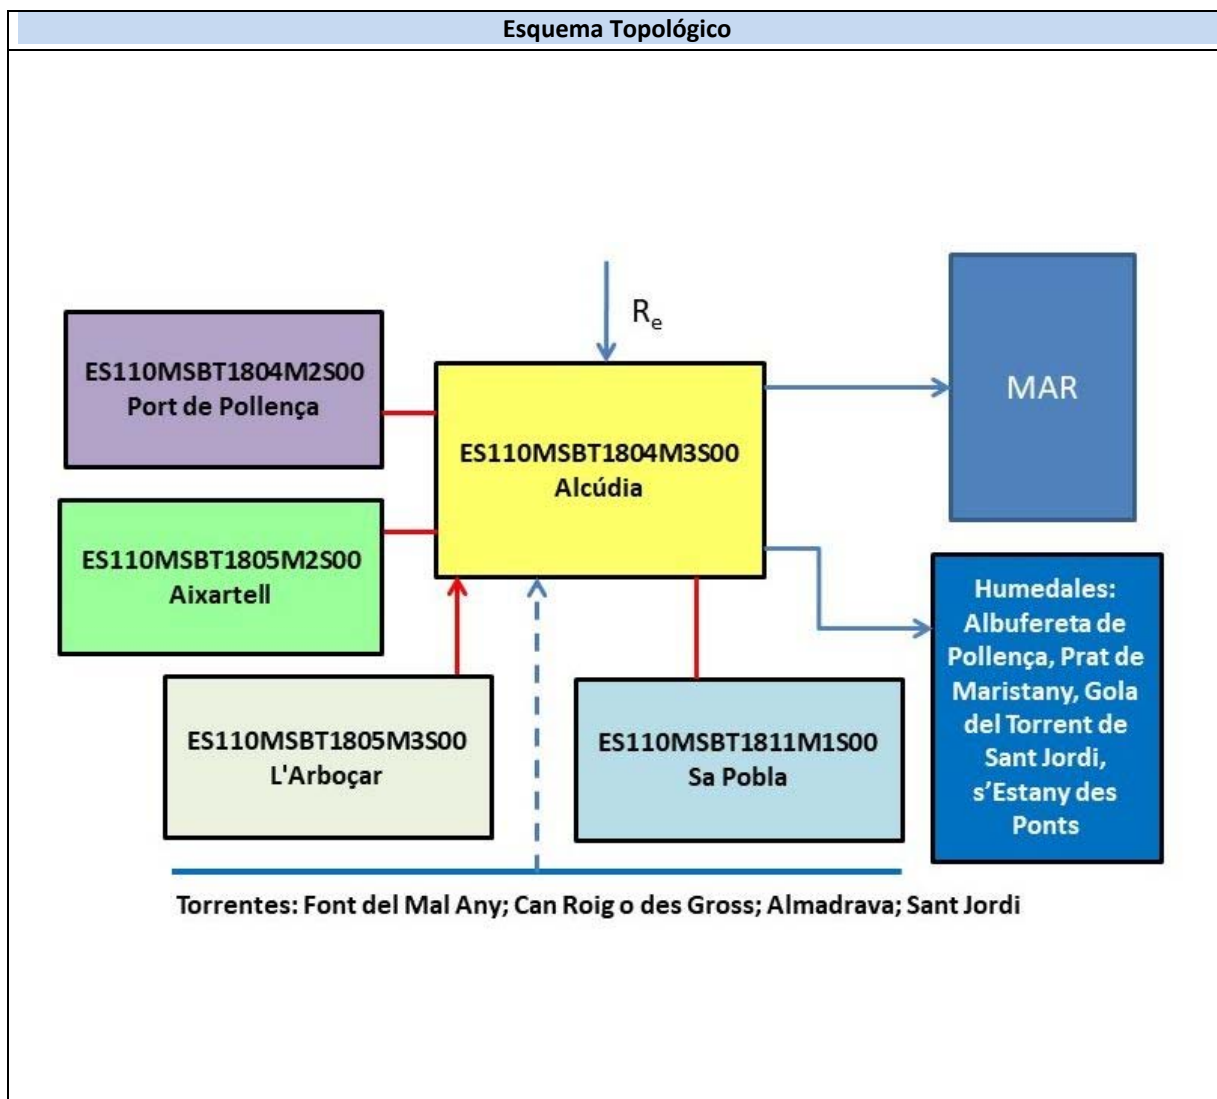 Esquema Topológico
R_e
ES110MSBT1804M2S00
Port de Pollença
ES110MSBT1804M3S00
Alcúdia
MAR
ES110MSBT1805M2S00
Aixartell
Humedales:
Albufereta de
Pollença, Prat de
Maristany, Gola
del Torrent de
Sant Jordi,
s’Estany des
Ponts
ES110MSBT1805M3S00
L'Arboçar
ES110MSBT1811M1S00
Sa Pobla
Torrentes: Font del Mal Any; Can Roig o des Gross; Almadrava; Sant Jordi